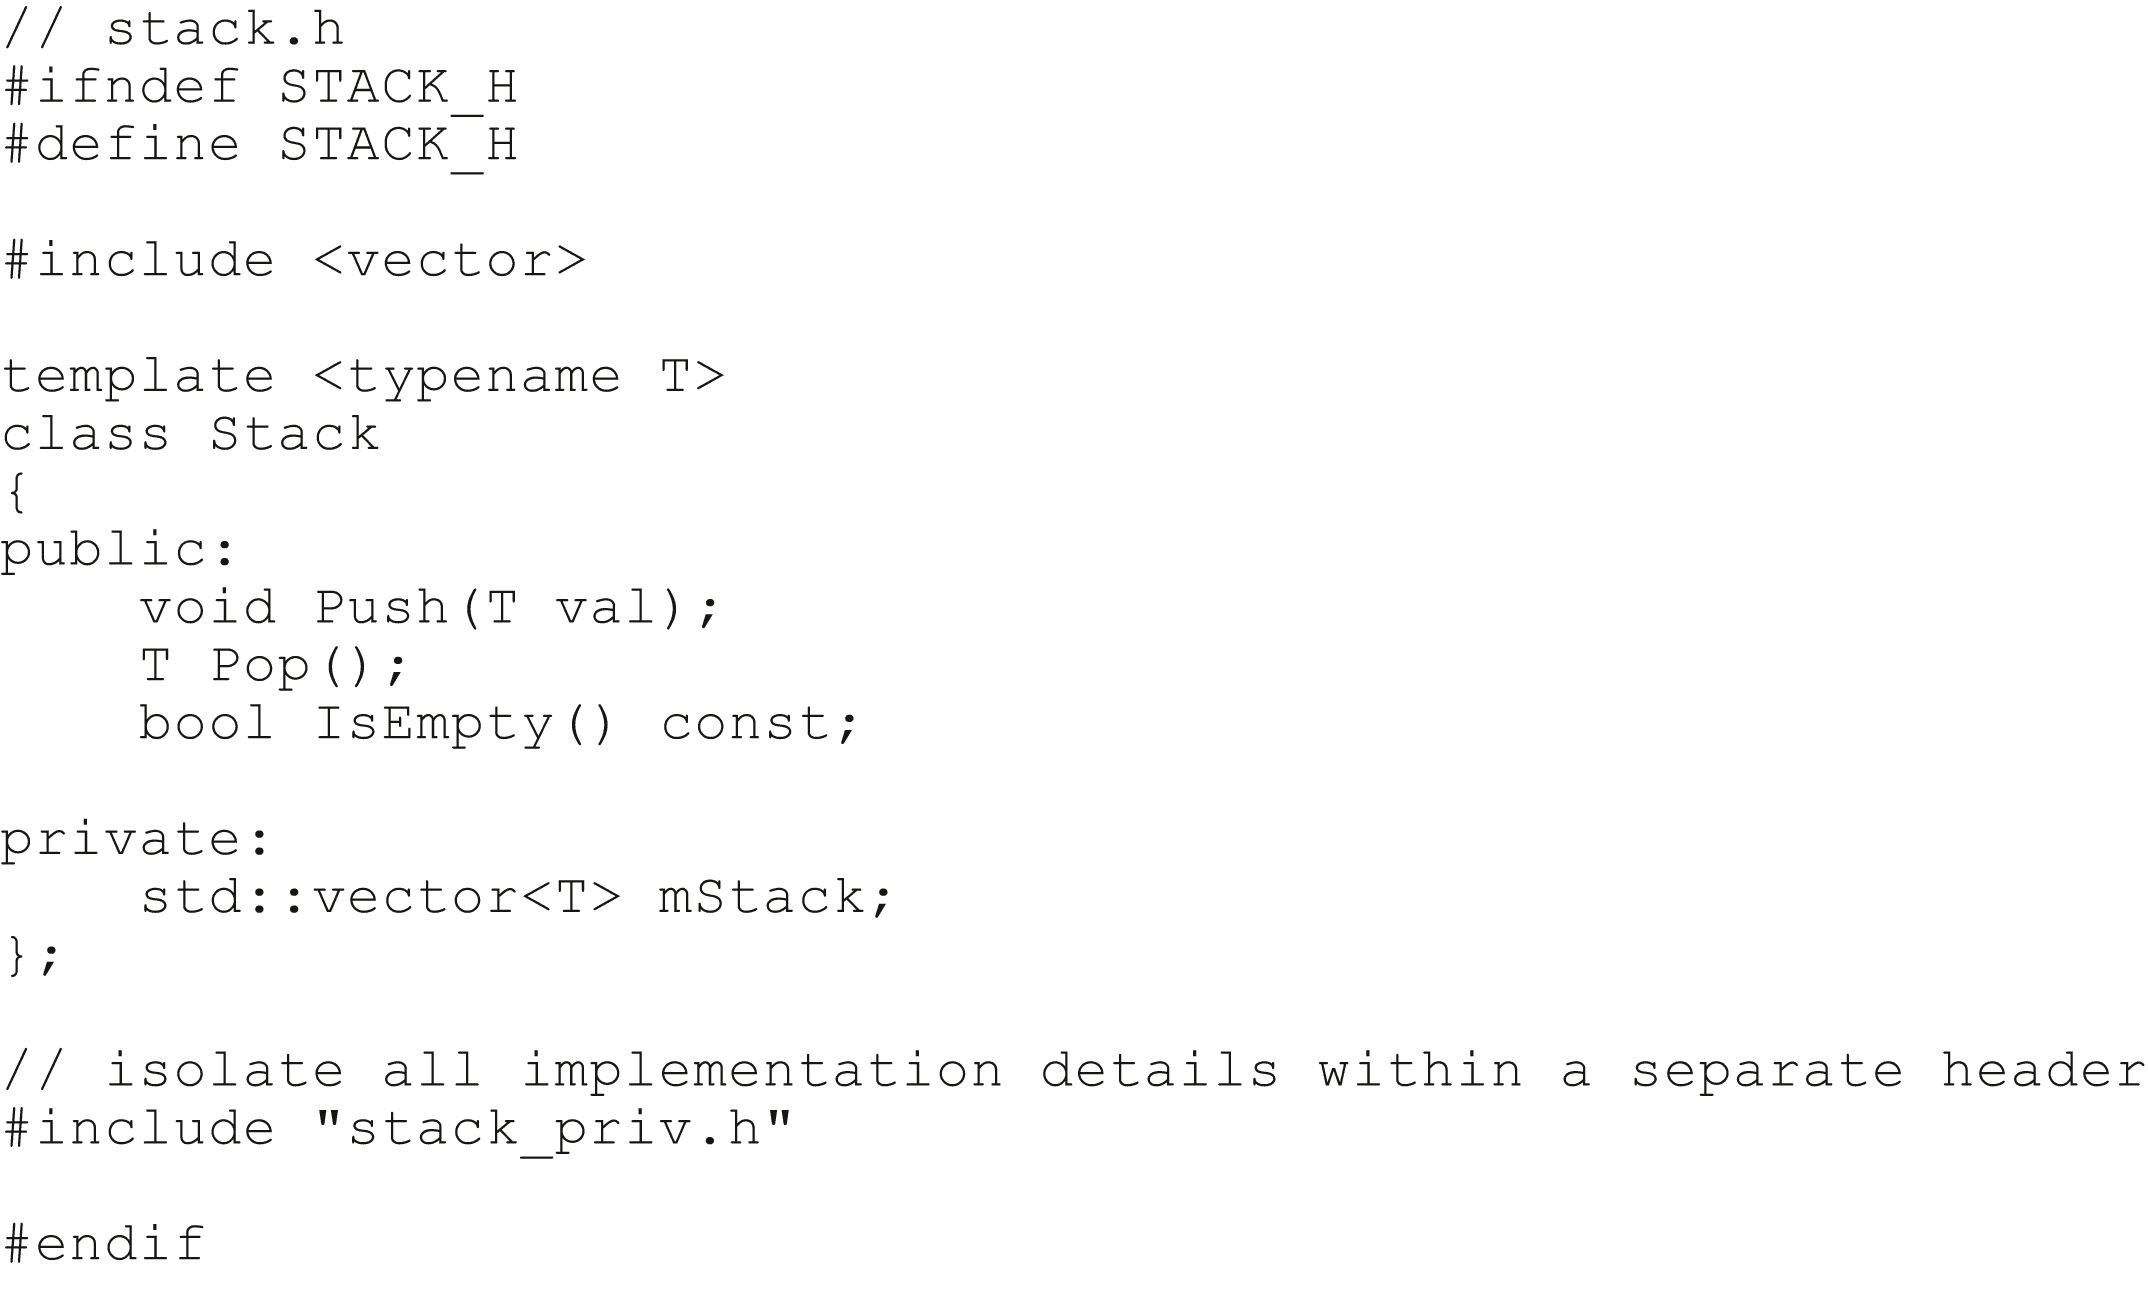 // stack.h
#ifndef STACK_H
#define STACK_H
#include <vector>
template <typename T>
class Stack
{
public:
    void Push(T val);
    T Pop();
    bool IsEmpty() const;
private:
    std::vector<T> mStack;
};
// isolate all implementation details within a separate header
#include "stack_priv.h"
#endif